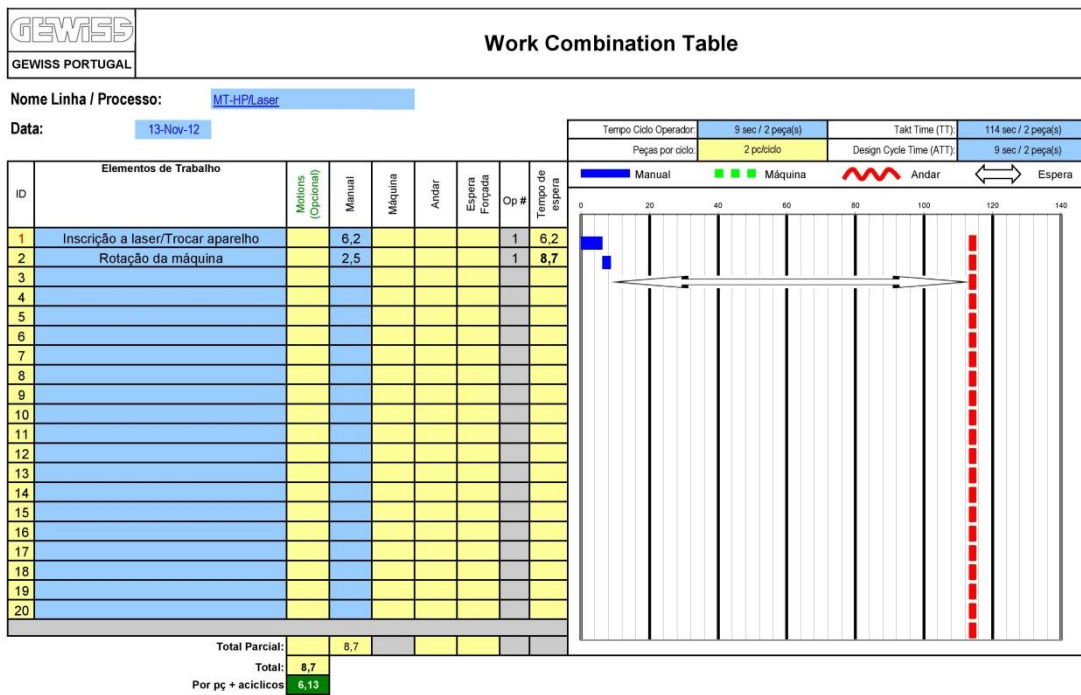 GEWISS
GEWISS PORTUGAL
Work Combination Table
Nome Linha / Processo: MT-HP/Laser
Data: 13-Nov-12
Tempo Ciclo Operador: 9 sec / 2 peça(s) Takt Time (TT): 114 sec / 2 peça(s)
Peças por ciclo: 2 pc/ciclo Design Cycle Time (ATT): 9 sec / 2 peça(s)
ID Elementos de Trabalho Motions (Opcional) Manual Máquina Andar Espera Forçada Op # Tempo de espera
Manual Máquina Andar Espera
0 20 40 60 80 100 120 140
1 Inscrição a laser/Trocar aparelho 6,2 1 6,2
2 Rotação da máquina 2,5 1 8,7
3
4
5
6
7
8
9
10
11
12
13
14
15
16
17
18
19
20
Total Parcial: 8,7
Total: 8,7
Por pç + acíclicos 6,13